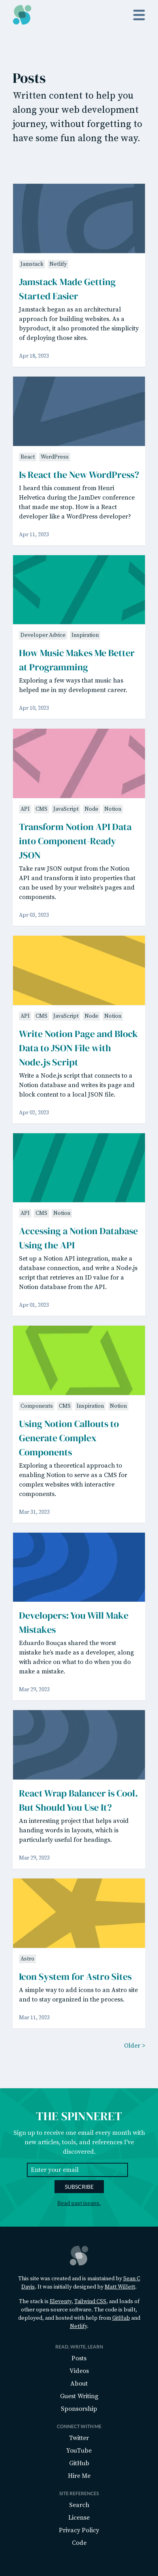 Posts
Written content to help you
along your web development
journey, without forgetting to
have some fun along the way.
Jamstack Netlify
Jamstack Made Getting
Started Easier
Jamstack began as an architectural
approach for building websites. As a
hypoproduct, it also promoted the simplicity
of deploying those sites.
Apr 18, 2023
React WordPress
Is React the New WordPress?
I heard this comment from Henri
Helvetica during the JamDev conference
that made me stop. How is a React
developer like a WordPress developer?
Apr 11, 2023
Developer Advice Inspiration
How Music Makes Me Better
at Programming
Exploring a few ways that music has
helped me in my development career.
Apr 10, 2023
API CMS JavaScript Node Notion
Transform Notion API Data
into Component-Ready
JSON
Take raw JSON output from the Notion
API and transform it into properties that
can be used by your website's pages and
components.
Apr 03, 2023
API CMS JavaScript Node Notion
Write Notion Page and Block
Data to JSON File with
Node.js Script
Write a Node.js script that connects to a
Notion database and writes its page and
block content to a local JSON file.
Apr 02, 2023
API CMS Notion
Accessing a Notion Database
Using the API
Set up a Notion API integration, make a
database connection, and write a Node.js
script that retrieves an ID value for a
Notion database from the API.
Apr 01, 2023
Components CMS Inspiration Notion
Using Notion Callouts to
Generate Complex
Components
Exploring a theoretical approach to
enabling Notion to serve as a CMS for
complex websites with interactive
components.
Mar 31, 2023
Developers: You Will Make
Mistakes
Eduardo Bouças shared the worst
mistake he's made as a developer, along
with advice on what to do when you do
make a mistake.
Mar 29, 2023
React Wrap Balancer is Cool.
But Should You Use It?
An interesting project that helps avoid
handing words in layouts, which is
particularly useful for headings.
Mar 29, 2023
Astro
Icon System for Astro Sites
A simple way to add icons to an Astro site
and to stay organized in the process.
Mar 11, 2023
Older >
THE SPINNERET
Sign up to receive one email every month with
new articles, tools, and references I've
discovered.
Enter your email
SUBSCRIBE
Read past issues.
This site was created and is maintained by Sean C
Davis. It was initially designed by Matt Willett.
The stack is Eleventy, Tailwind CSS, and loads of
other open source software. The code is built,
deployed, and hosted with help from GitHub and
Netlify.
READ, WRITE, LEARN
Posts
Videos
About
Guest Writing
Sponsorship
CONNECT WITH ME
Twitter
YouTube
GitHub
Hire Me
SITE REFERENCES
Search
License
Privacy Policy
Code